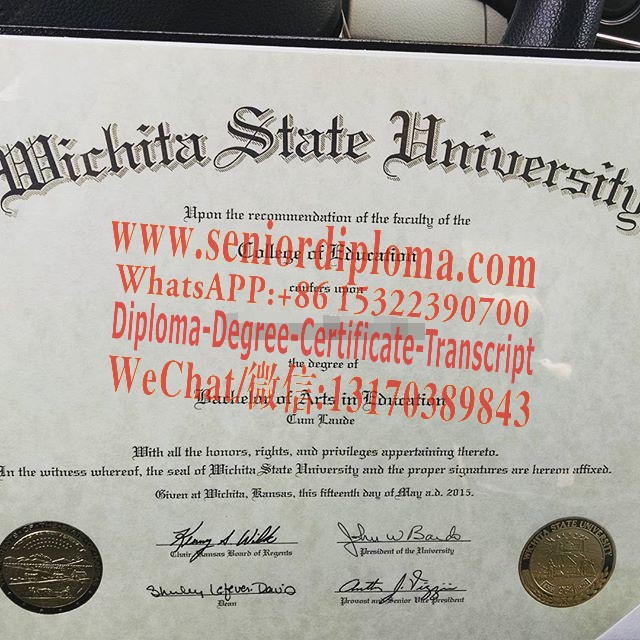 Wichita State University
Upon the recommendation of the faculty of the
www.seniordiploma.com
College of Education
confers upon
WhatsAPP:+86 15322390700
Diploma-Degree-Certificate-Transcript
the degree of
WeChat/微信:13170389843
Bachelor of Arts in Education
Cum Laude
With all the honors, rights, and privileges appertaining thereto.
In the witness whereof, the seal of Wichita State University and the proper signatures are hereon affixed.
Given at Wichita, Kansas, this fifteenth day of May a.d. 2015.
Chair Kansas Board of Regents
President of the University
WICHITA STATE UNIVERSITY
Dean
Provost and Senior Vice President